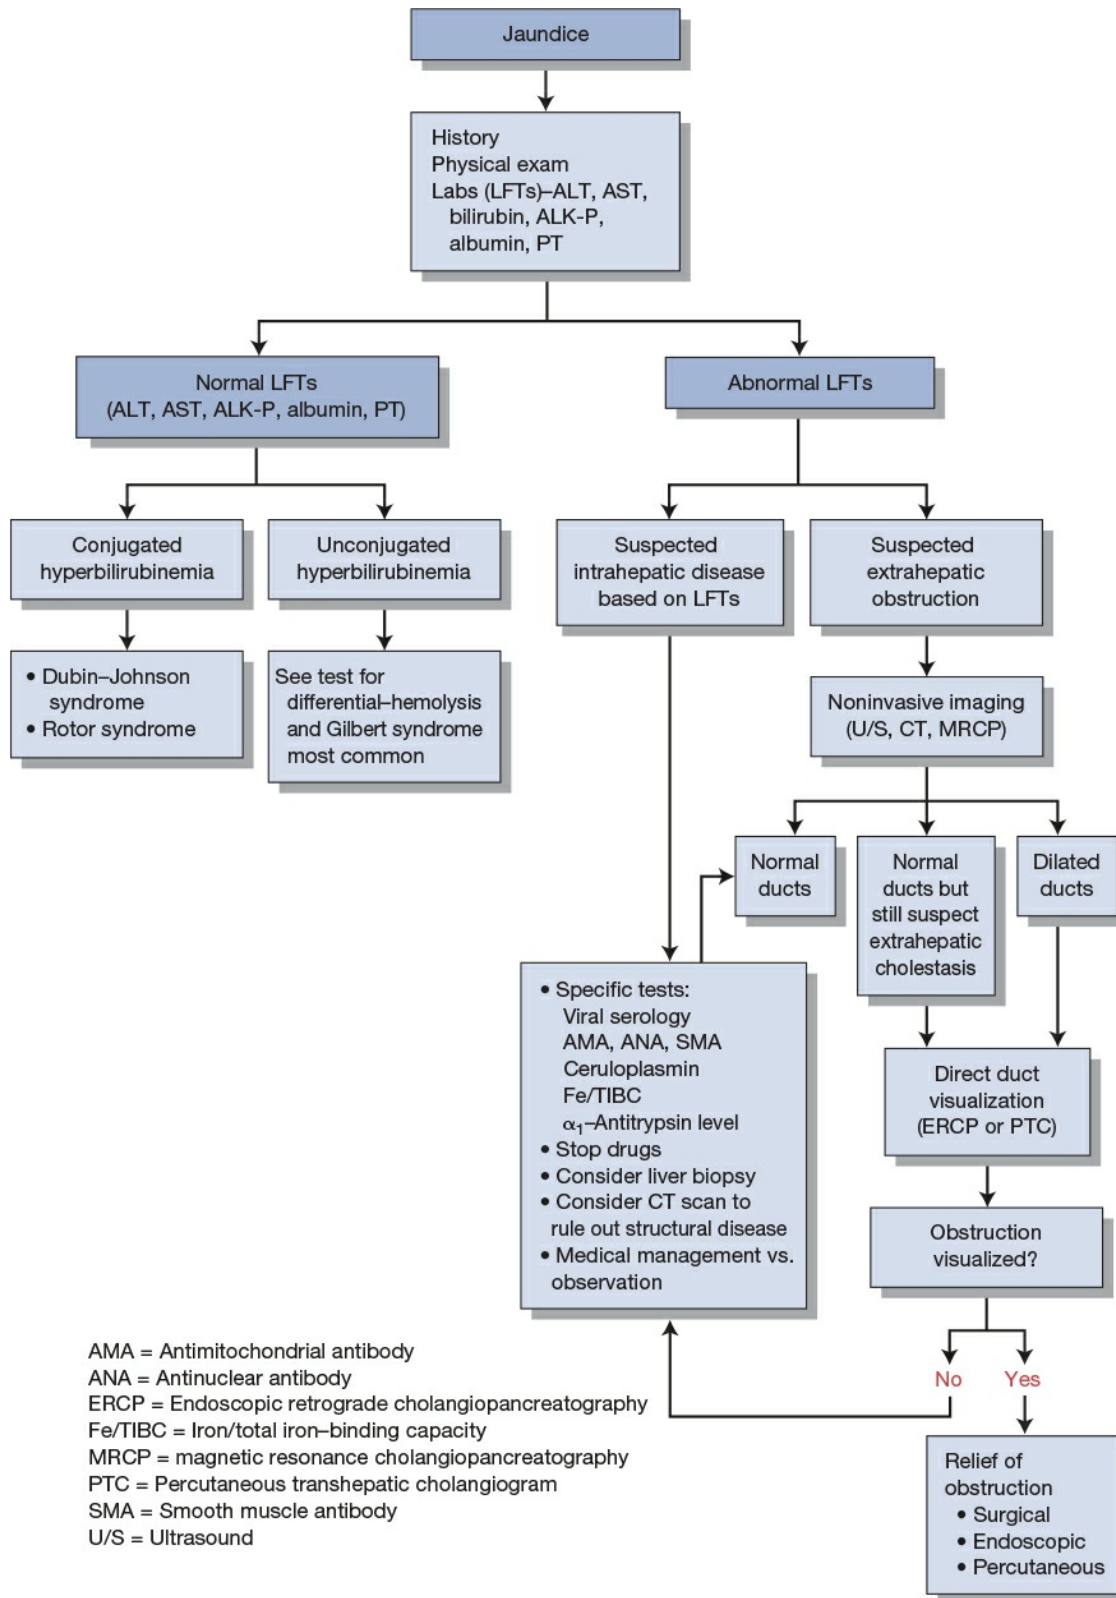 Jaundice
History
Physical exam
Labs (LFTs)–ALT, AST,
bilirubin, ALK-P,
albumin, PT
Normal LFTs
(ALT, AST, ALK-P, albumin, PT)
Abnormal LFTs
Conjugated
hyperbilirubinemia
Unconjugated
hyperbilirubinemia
Suspected
intrahepatic disease
based on LFTs
Suspected
extrahepatic
obstruction
• Dubin–Johnson
syndrome
• Rotor syndrome
See test for
differential–hemolysis
and Gilbert syndrome
most common
Noninvasive imaging
(U/S, CT, MRCP)
Normal
ducts
Normal
ducts but
still suspect
extrahepatic
cholestasis
Dilated
ducts
• Specific tests:
Viral serology
AMA, ANA, SMA
Ceruloplasmin
Fe/TIBC
α₁–Antitrypsin level
• Stop drugs
• Consider liver biopsy
• Consider CT scan to
rule out structural disease
• Medical management vs.
observation
Direct duct
visualization
(ERCP or PTC)
Obstruction
visualized?
No
Yes
Relief of
obstruction
• Surgical
• Endoscopic
• Percutaneous
AMA = Antimitochondrial antibody
ANA = Antinuclear antibody
ERCP = Endoscopic retrograde cholangiopancreatography
Fe/TIBC = Iron/total iron–binding capacity
MRCP = magnetic resonance cholangiopancreatography
PTC = Percutaneous transhepatic cholangiogram
SMA = Smooth muscle antibody
U/S = Ultrasound